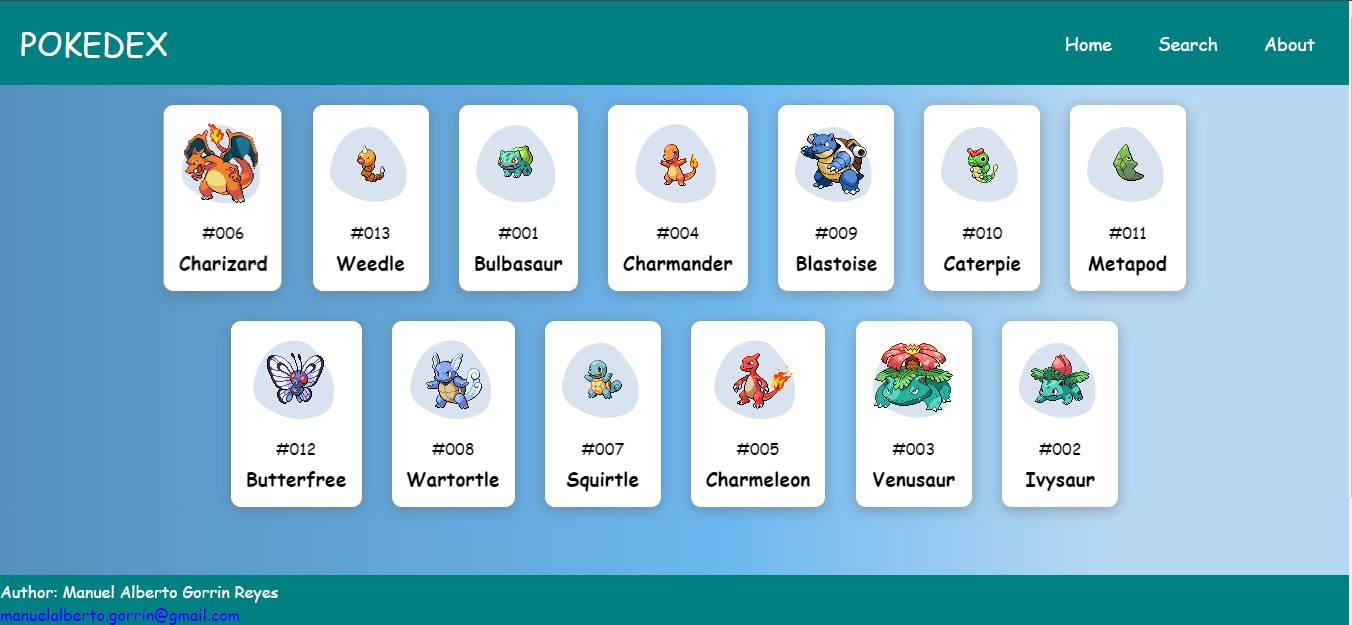 POKEDEX
Home Search About
#006 #013 #001 #004 #009 #010 #011
Charizard Weedle Bulbasaur Charmander Blastoise Caterpie Metapod
#012 #008 #007 #005 #003 #002
Butterfree Wartortle Squirtle Charmeleon Venusaur Ivysaur
Author: Manuel Alberto Gorrin Reyes
manuelalberto.gorrin@gmail.com